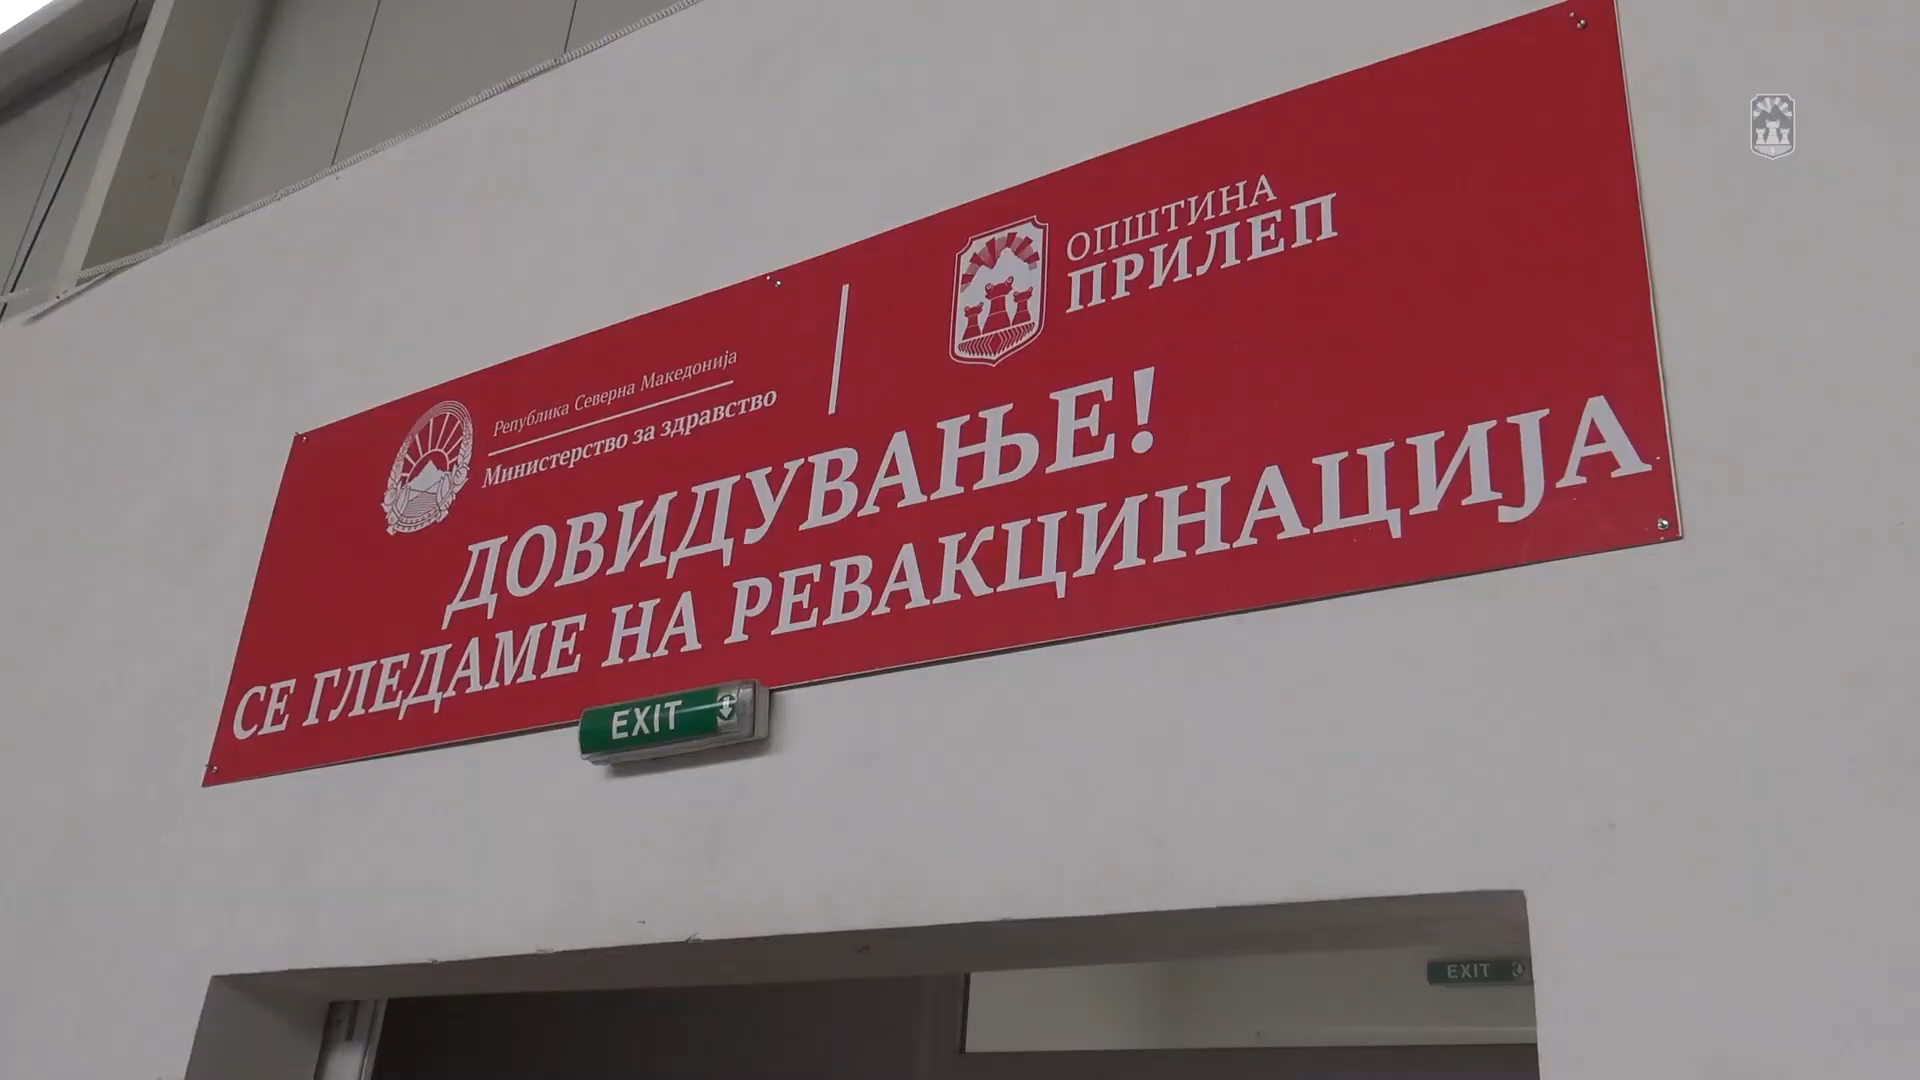 Република Северна Македонија
Министерство за здравство
ОПШТИНА
ПРИЛЕП
ДОВИДУВАЊЕ!
СЕ ГЛЕДАМЕ НА РЕВАКЦИНАЦИЈА
EXIT
EXIT